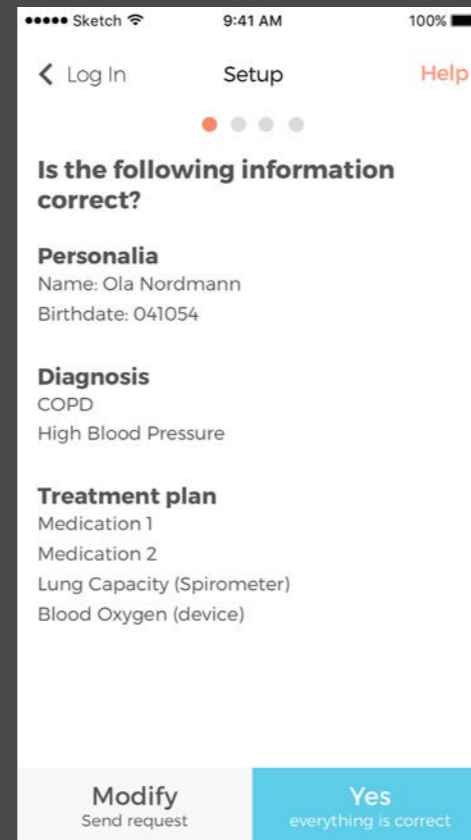 Sketch 9:41 AM 100%
Log In Setup Help
Is the following information
correct?
Personalia
Name: Ola Nordmann
Birthdate: 041054
Diagnosis
COPD
High Blood Pressure
Treatment plan
Medication 1
Medication 2
Lung Capacity (Spirometer)
Blood Oxygen (device)
Modify Yes
Send request everything is correct